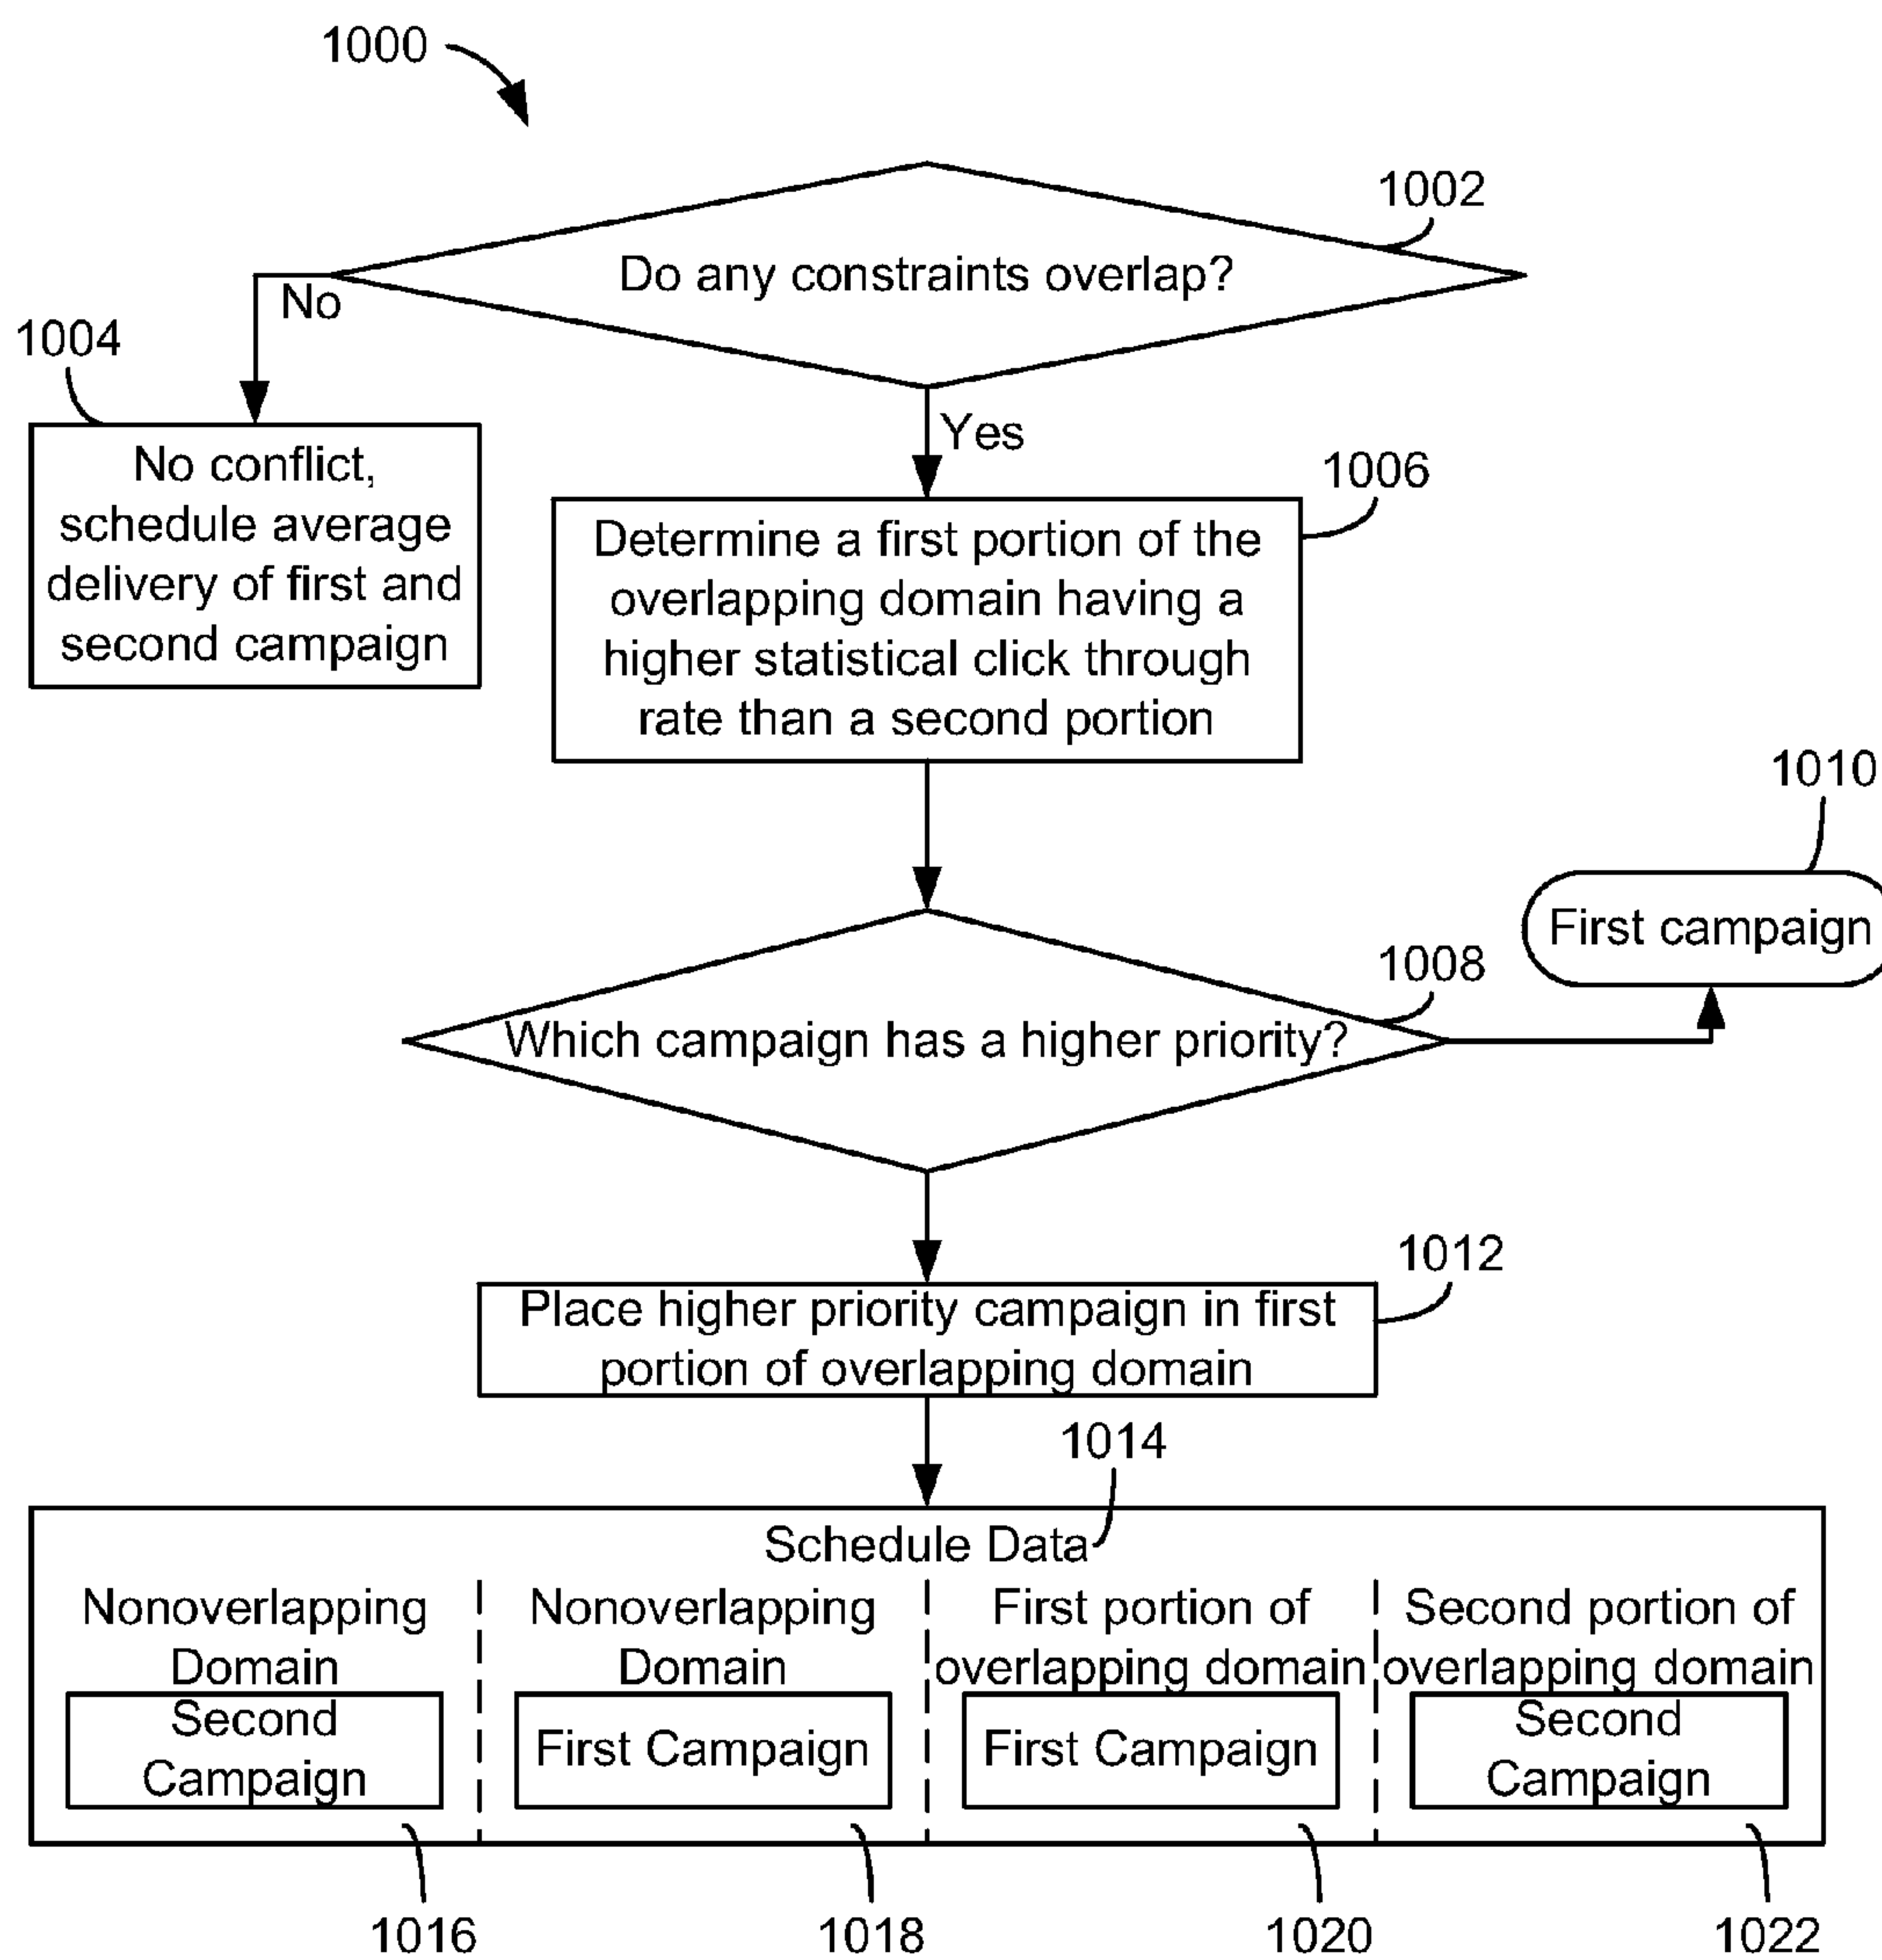 1000
1002
Do any constraints overlap?
No
1004
No conflict,
schedule average
delivery of first and
second campaign
Yes
1006
Determine a first portion of the
overlapping domain having a
higher statistical click through
rate than a second portion
1010
First campaign
1008
Which campaign has a higher priority?
1012
Place higher priority campaign in first
portion of overlapping domain
1014
Schedule Data
Nonoverlapping
Domain
Second
Campaign
Nonoverlapping
Domain
First Campaign
First portion of
overlapping domain
First Campaign
Second portion of
overlapping domain
Second
Campaign
1016
1018
1020
1022